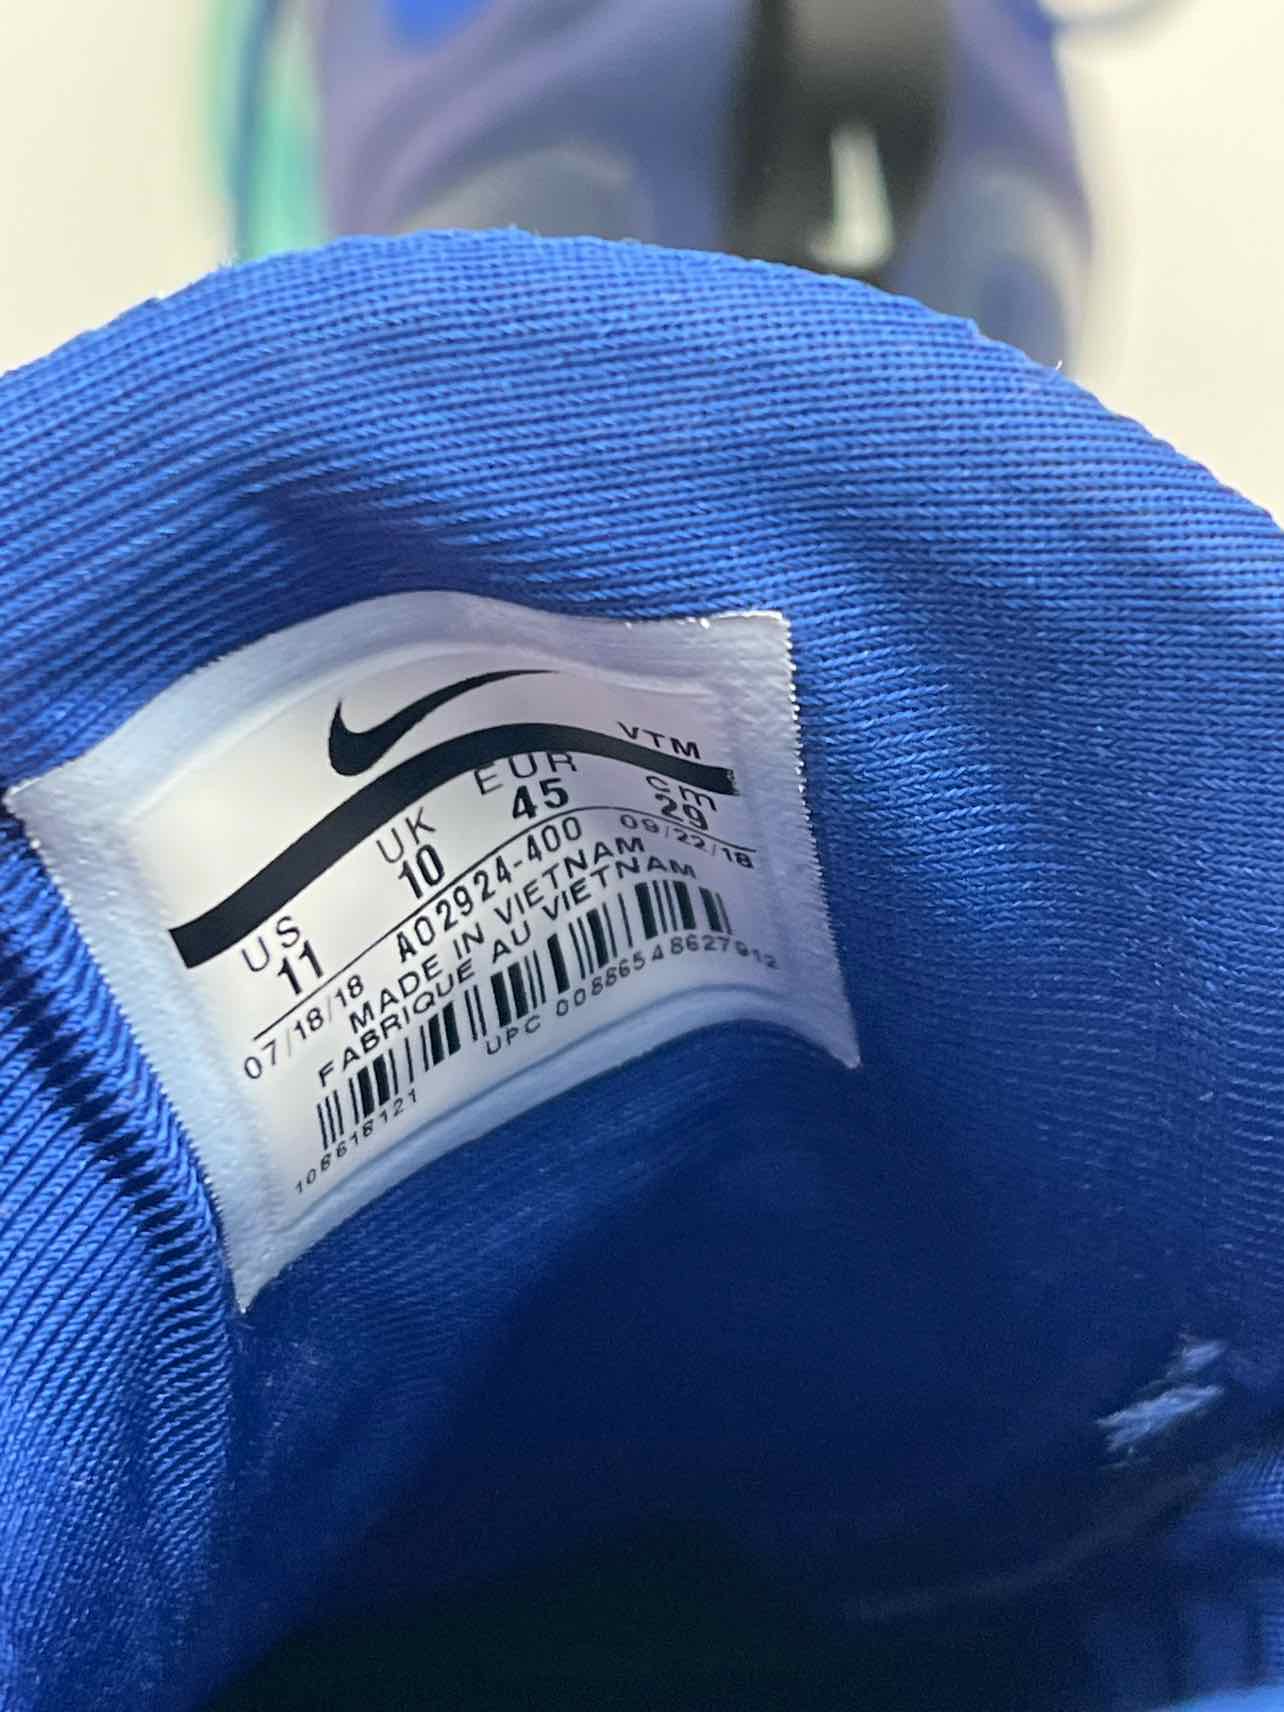 VTM
US UK EUR cm
11 10 45 29
07/18/18 AO2924-400 09/22/18
MADE IN VIETNAM
FABRIQUE AU VIETNAM
UPC 00886548627912
108618121